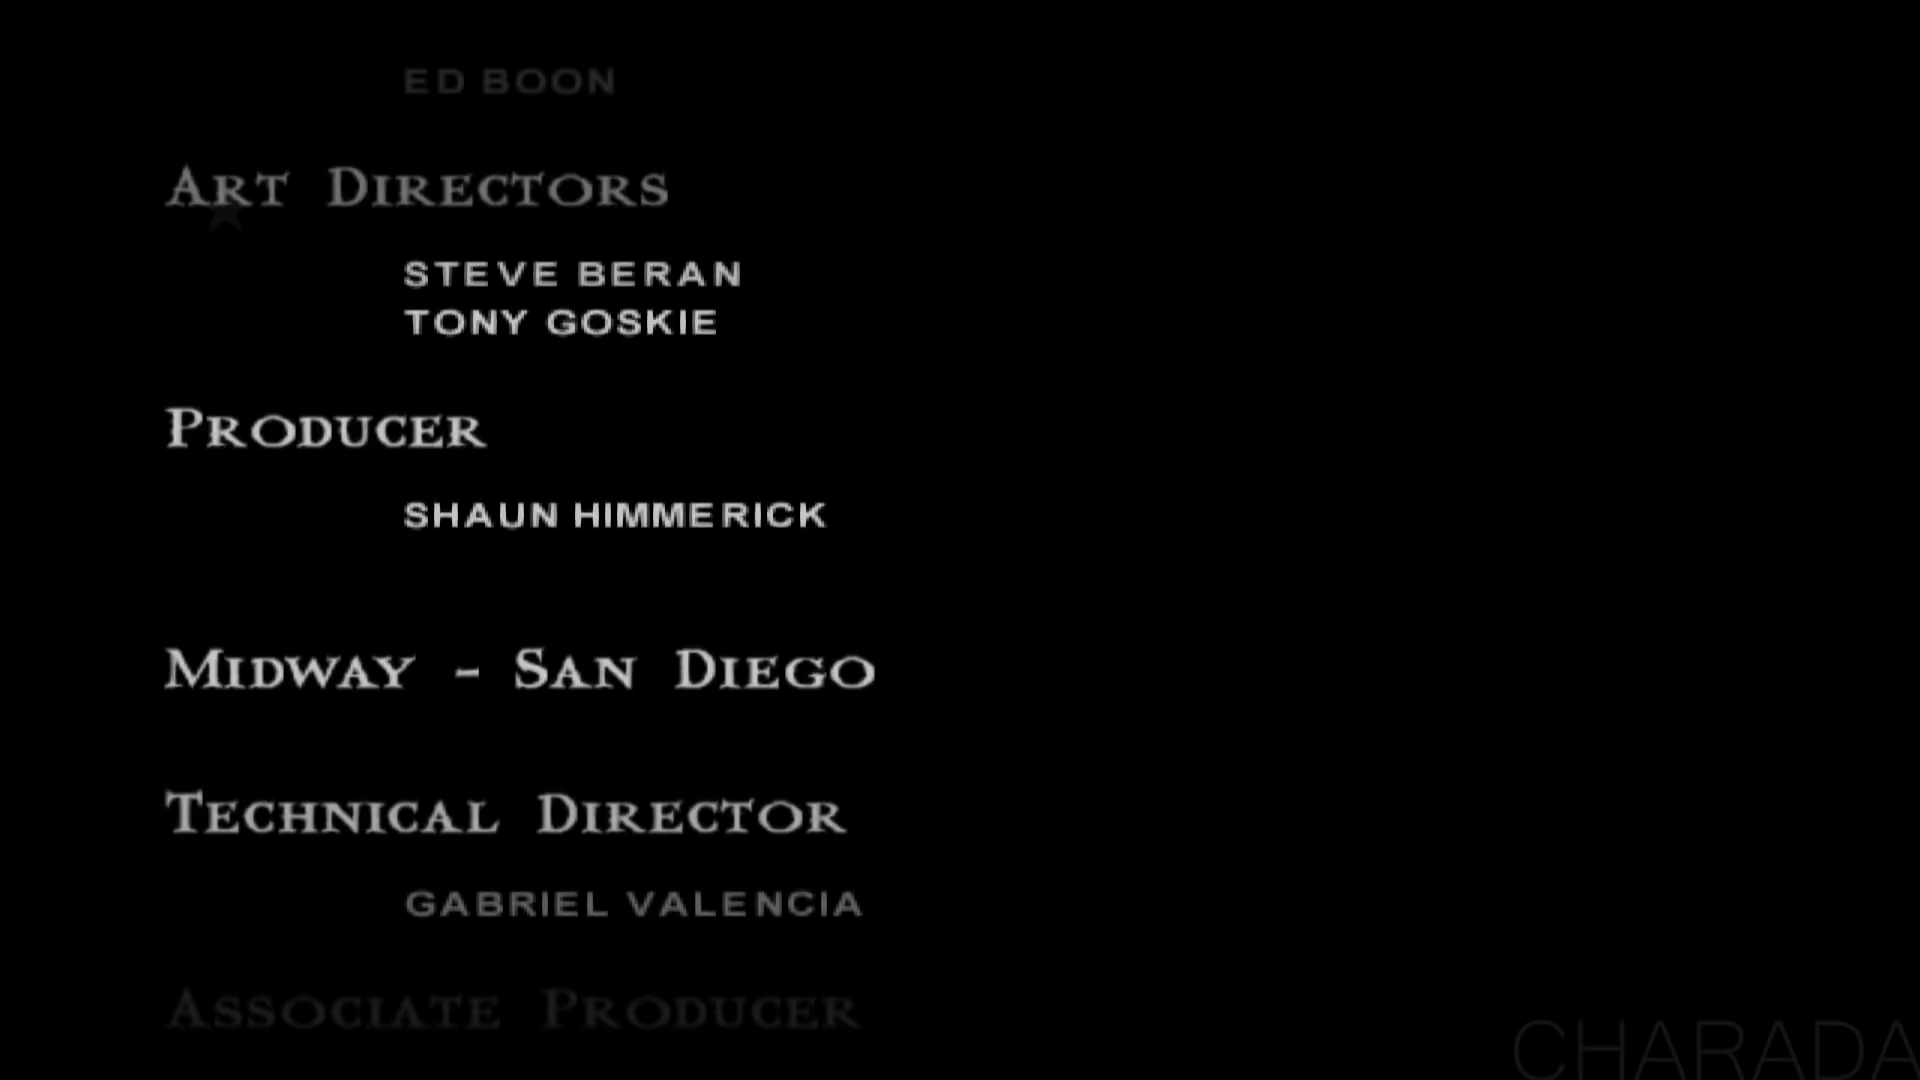 ED BOON
ART DIRECTORS
STEVE BERAN
TONY GOSKIE
PRODUCER
SHAUN HIMMERICK
MIDWAY - SAN DIEGO
TECHNICAL DIRECTOR
GABRIEL VALENCIA
ASSOCIATE PRODUCER
CHARADA